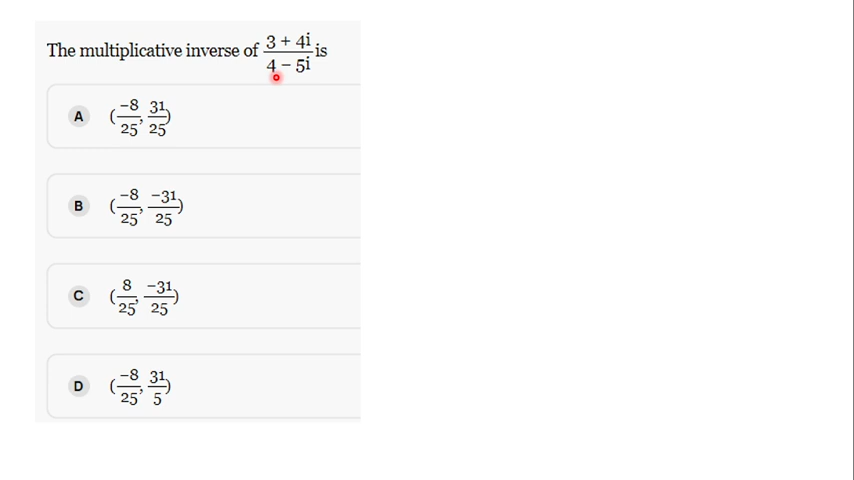 The multiplicative inverse of (3 + 4i)/(4 − 5i) is
A (−8/25, 31/25)
B (−8/25, −31/25)
C (8/25, −31/25)
D (−8/25, 31/5)